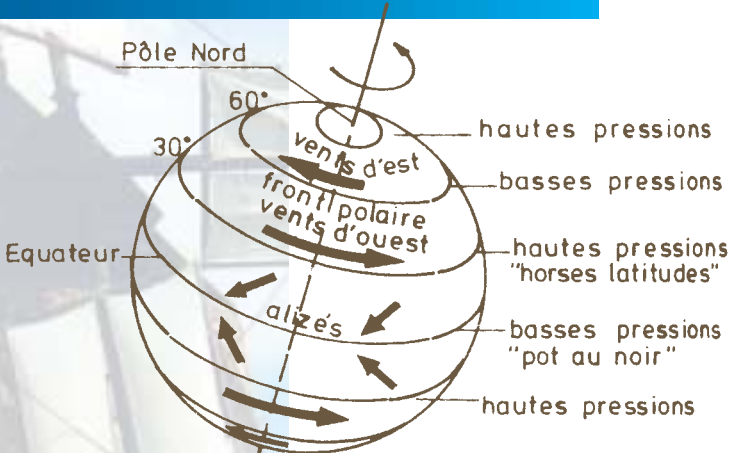 Pôle Nord
60°
30°
hautes pressions
vents d'est
basses pressions
front polaire
vents d'ouest
Equateur
hautes pressions
"horses latitudes"
alizés
basses pressions
"pot au noir"
hautes pressions